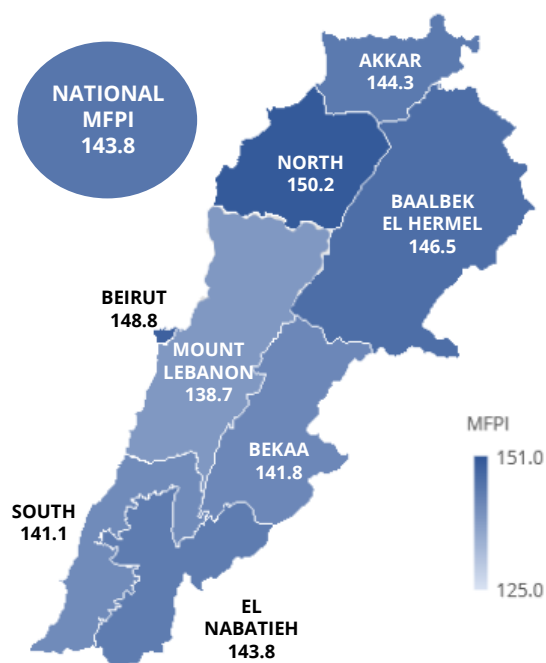 NATIONAL
MFPI
143.8
AKKAR
144.3
NORTH
150.2
BAALBEK
EL HERMEL
146.5
BEIRUT
148.8
MOUNT
LEBANON
138.7
BEKAA
141.8
SOUTH
141.1
EL
NABATIEH
143.8
MFPI
151.0
125.0